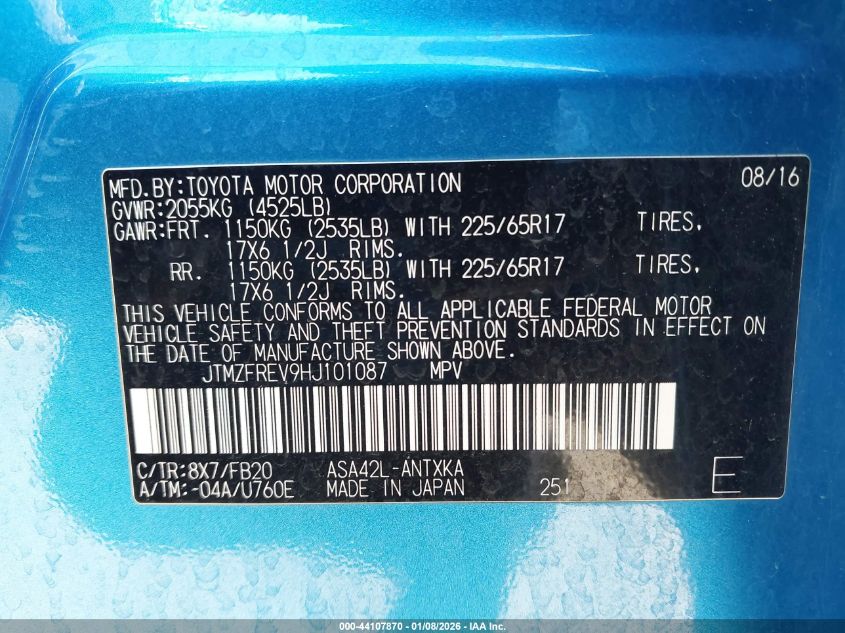 MFD.BY:TOYOTA MOTOR CORPORATION 08/16
GVWR:2055KG (4525LB)
GAWR:FRT. 1150KG (2535LB) WITH 225/65R17 TIRES.
17X6 1/2J RIMS.
RR. 1150KG (2535LB) WITH 225/65R17 TIRES.
17X6 1/2J RIMS.
THIS VEHICLE CONFORMS TO ALL APPLICABLE FEDERAL MOTOR
VEHICLE SAFETY AND THEFT PREVENTION STANDARDS IN EFFECT ON
THE DATE OF MANUFACTURE SHOWN ABOVE.
JTMZFREV9HJ101087 MPV
C/TR:8X7/FB20 ASA42L-ANTXKA
A/TM:-04A/U760E MADE IN JAPAN 251 E
000-44107870 - 01/08/2026 - IAA Inc.